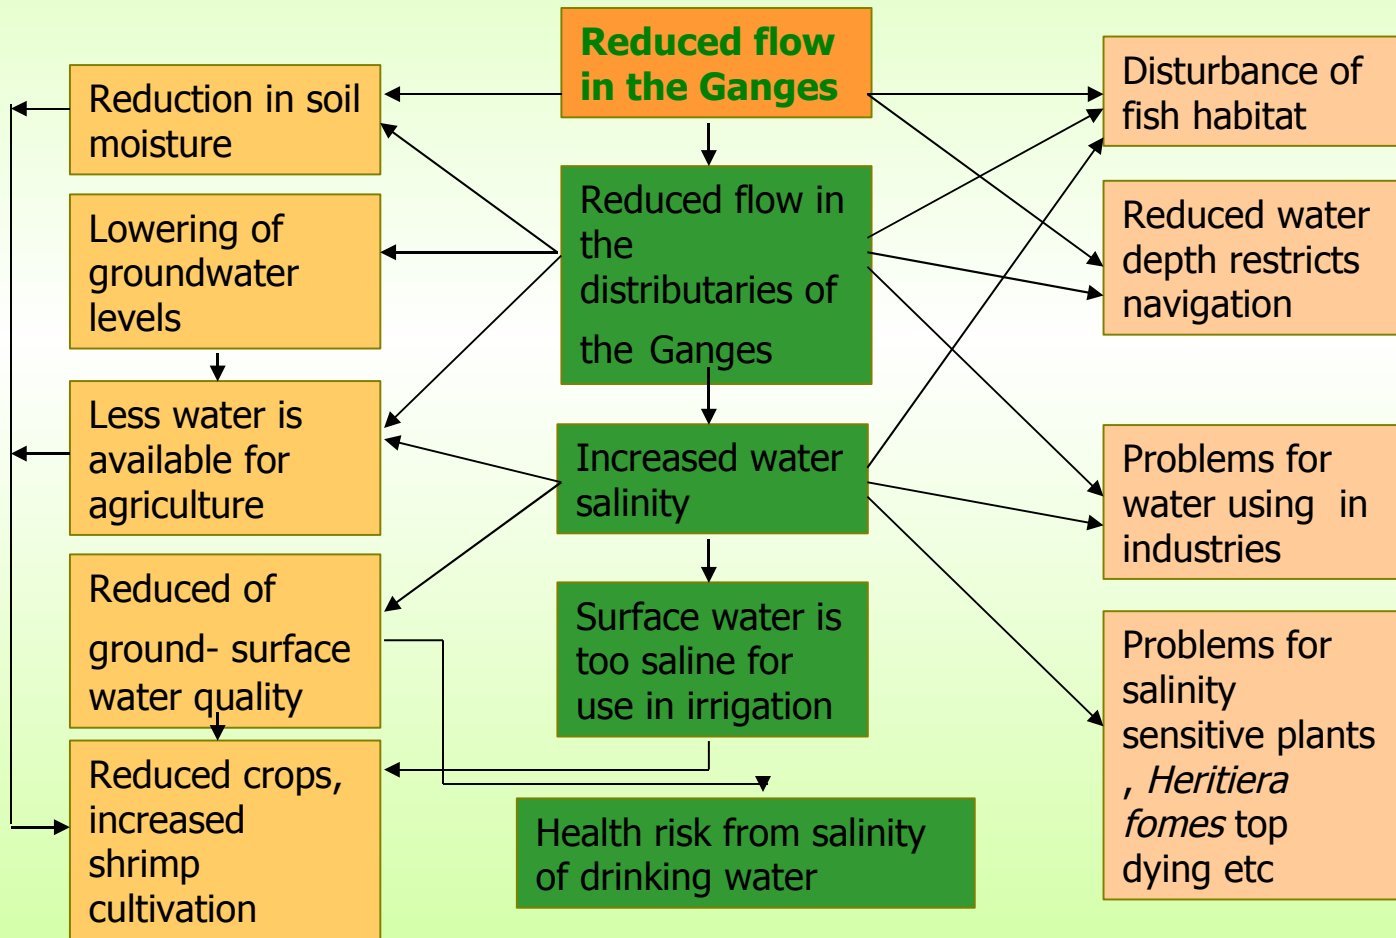 Reduced flow
in the Ganges
Reduction in soil
moisture
Lowering of
groundwater
levels
Less water is
available for
agriculture
Reduced of
ground- surface
water quality
Reduced crops,
increased
shrimp
cultivation
Reduced flow in
the
distributaries of
the Ganges
Increased water
salinity
Surface water is
too saline for
use in irrigation
Health risk from salinity
of drinking water
Disturbance of
fish habitat
Reduced water
depth restricts
navigation
Problems for
water using in
industries
Problems for
salinity
sensitive plants
, Heritiera
fomes top
dying etc